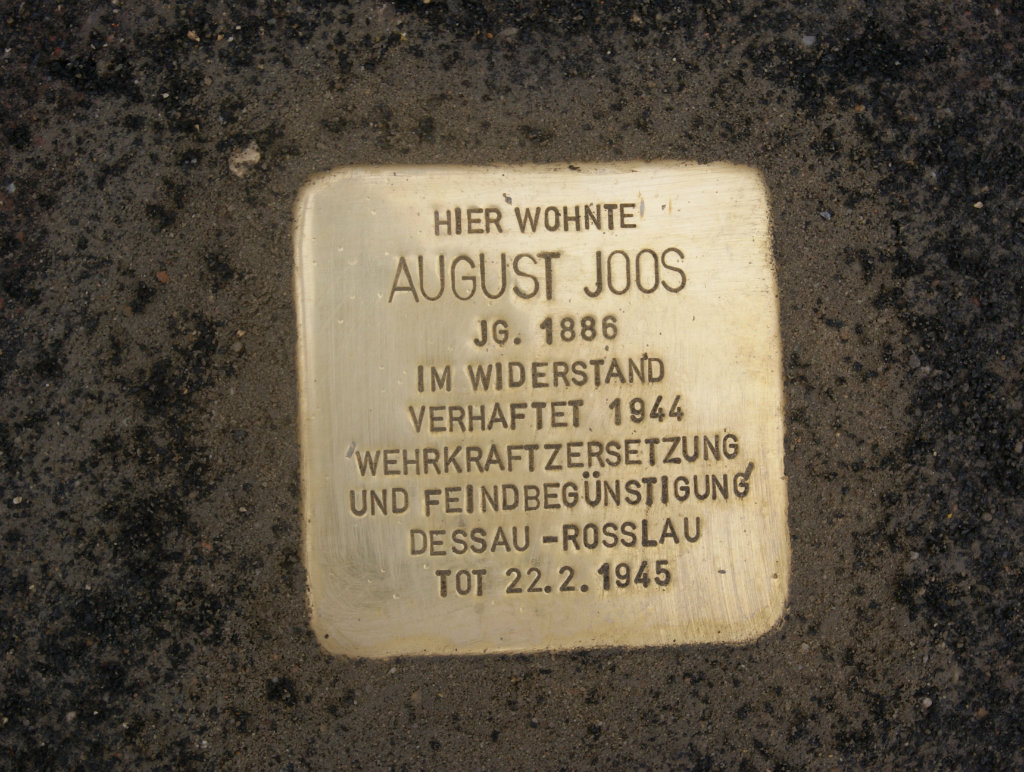 HIER WOHNTE
AUGUST JOOS
JG. 1886
IM WIDERSTAND
VERHAFTET 1944
'WEHRKRAFTZERSETZUNG
UND FEINDBEGÜNSTIGUNG'
DESSAU-ROSSLAU
TOT 22.2.1945